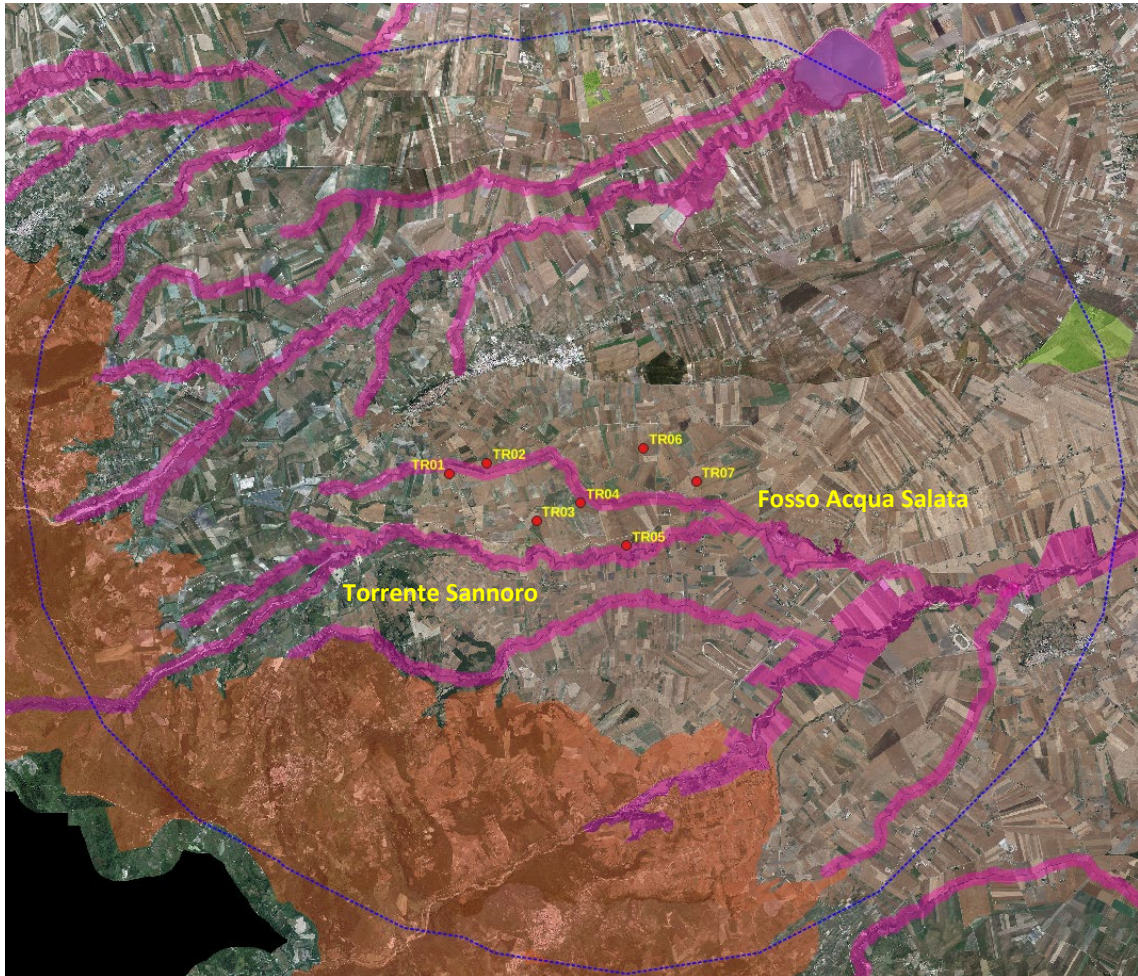 TR06
TR02
TR01
TR07
Fosso Acqua Salata
TR04
TR03
TR05
Torrente Sannoro